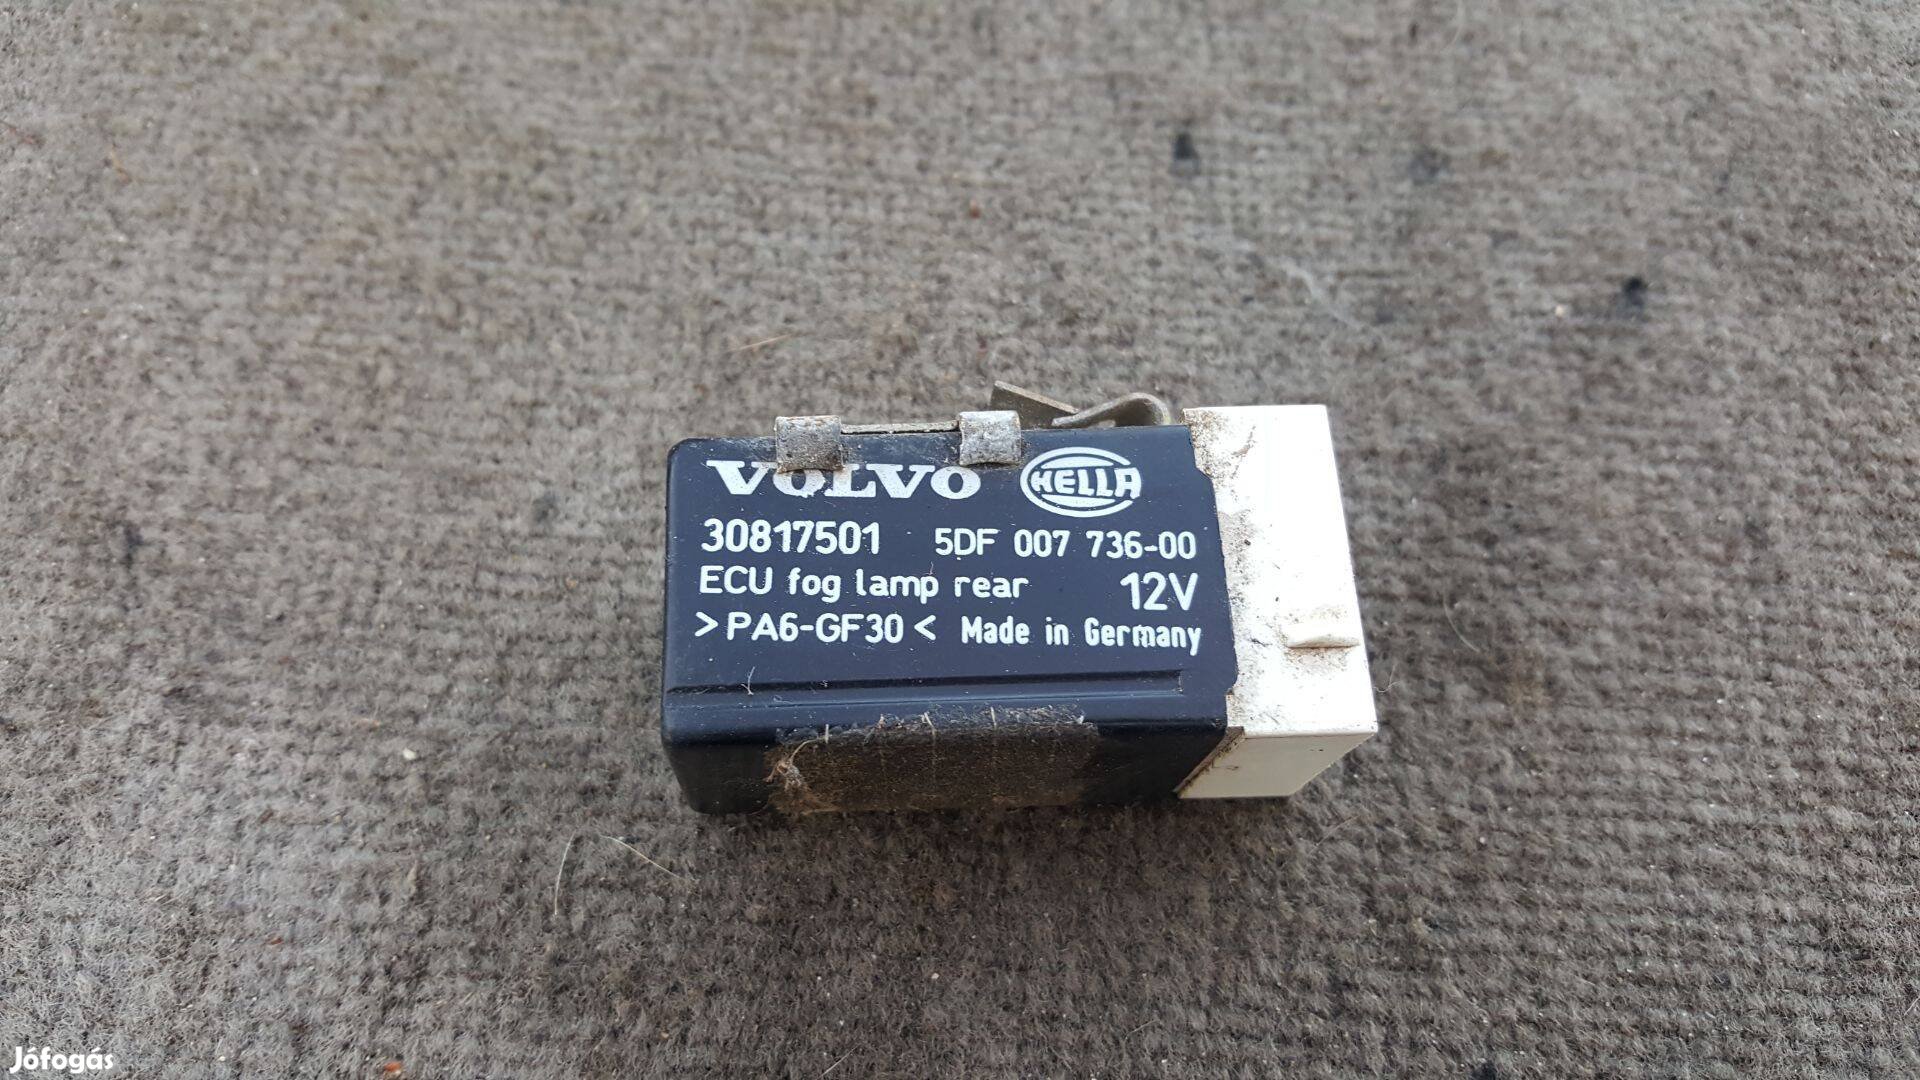 VOLVO HELLA
30817501 5DF 007 736-00
ECU fog lamp rear 12V
>PA6-GF30< Made in Germany
Jófogás